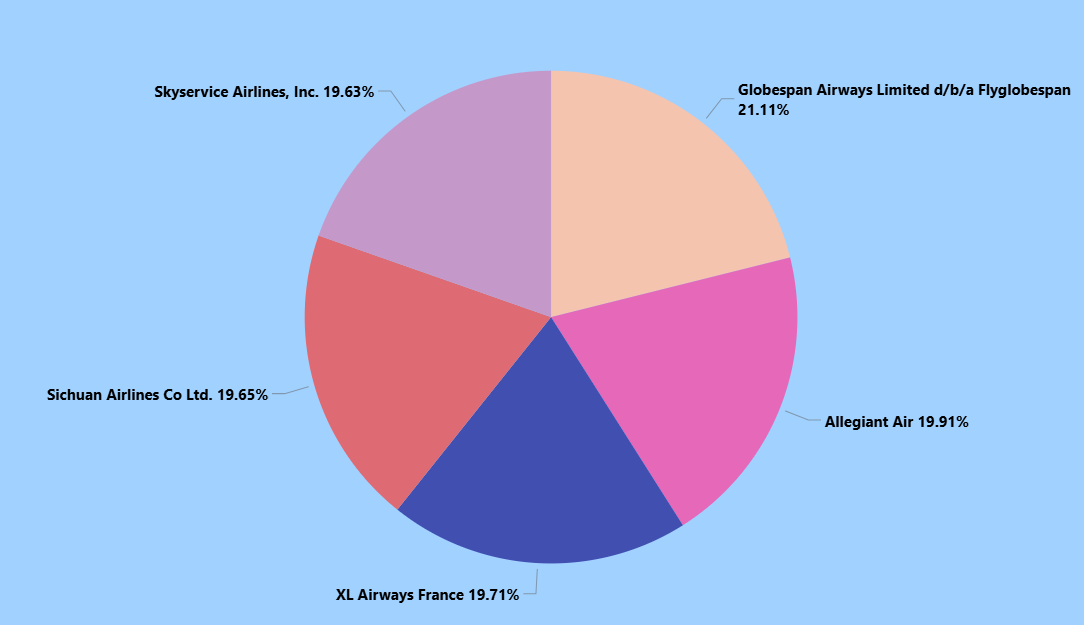 Skyservice Airlines, Inc. 19.63%
Globespan Airways Limited d/b/a Flyglobespan
21.11%
Sichuan Airlines Co Ltd. 19.65%
Allegiant Air 19.91%
XL Airways France 19.71%